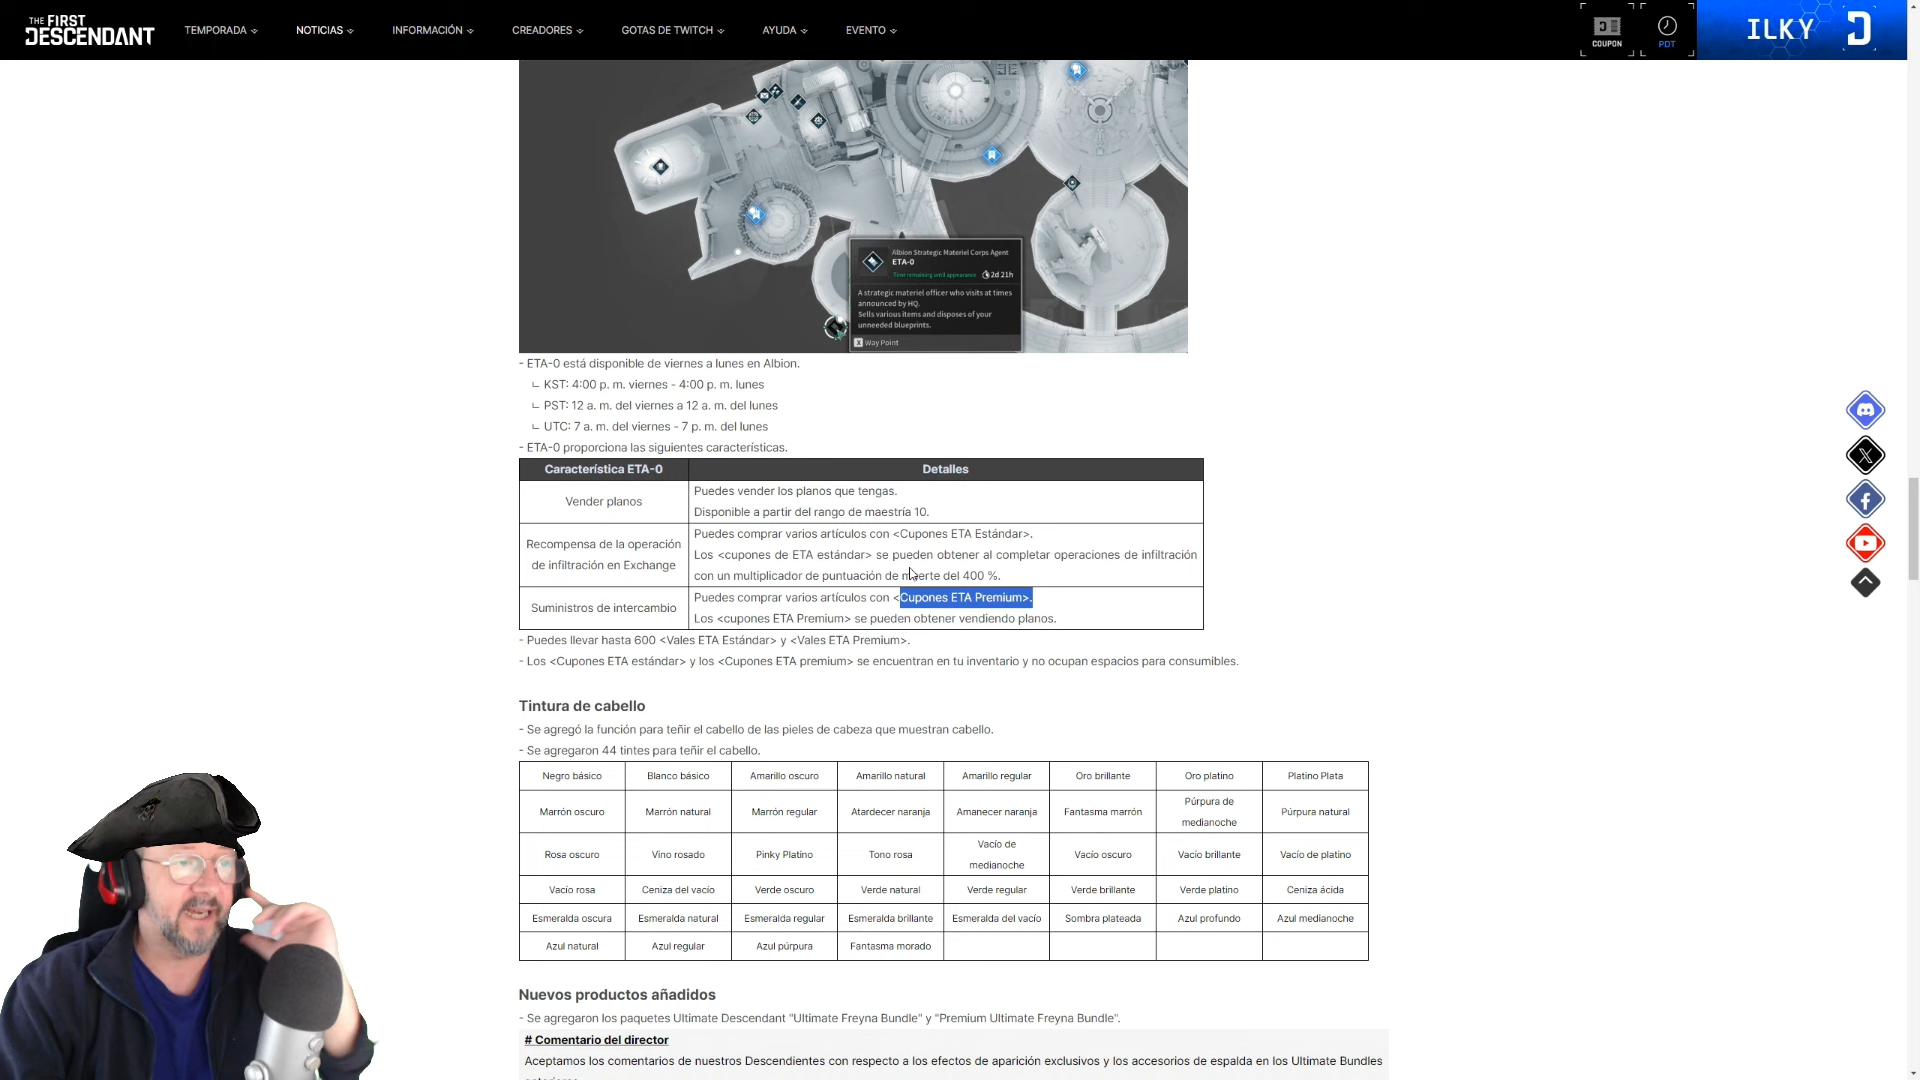 THE FIRST
DESCENDANT
TEMPORADA
NOTICIAS
INFORMACIÓN
CREADORES
GOTAS DE TWITCH
AYUDA
EVENTO
COUPON
PDT
ILKY
Albion Strategic Materiel Corps Agent
ETA-0
Time remaining until appearance 2d 21h
A strategic materiel officer who visits at times
announced by HQ.
Sells various items and disposes of your
unneeded blueprints.
X Way Point
- ETA-0 está disponible de viernes a lunes en Albion.
ㄴ KST: 4:00 p. m. viernes - 4:00 p. m. lunes
ㄴ PST: 12 a. m. del viernes a 12 a. m. del lunes
ㄴ UTC: 7 a. m. del viernes - 7 p. m. del lunes
- ETA-0 proporciona las siguientes características.
Característica ETA-0 Detalles
Vender planos
Puedes vender los planos que tengas.
Disponible a partir del rango de maestría 10.
Recompensa de la operación
de infiltración en Exchange
Puedes comprar varios artículos con <Cupones ETA Estándar>.
Los <cupones de ETA estándar> se pueden obtener al completar operaciones de infiltración
con un multiplicador de puntuación de muerte del 400 %.
Suministros de intercambio
Puedes comprar varios artículos con <Cupones ETA Premium>.
Los <cupones ETA Premium> se pueden obtener vendiendo planos.
- Puedes llevar hasta 600 <Vales ETA Estándar> y <Vales ETA Premium>.
- Los <Cupones ETA estándar> y los <Cupones ETA premium> se encuentran en tu inventario y no ocupan espacios para consumibles.
Tintura de cabello
- Se agregó la función para teñir el cabello de las pieles de cabeza que muestran cabello.
- Se agregaron 44 tintes para teñir el cabello.
Negro básico Blanco básico Amarillo oscuro Amarillo natural Amarillo regular Oro brillante Oro platino Platino Plata
Marrón oscuro Marrón natural Marrón regular Atardecer naranja Amanecer naranja Fantasma marrón Púrpura de medianoche Púrpura natural
Rosa oscuro Vino rosado Pinky Platino Tono rosa Vacío de medianoche Vacío oscuro Vacío brillante Vacío de platino
Vacío rosa Ceniza del vacío Verde oscuro Verde natural Verde regular Verde brillante Verde platino Ceniza ácida
Esmeralda oscura Esmeralda natural Esmeralda regular Esmeralda brillante Esmeralda del vacío Sombra plateada Azul profundo Azul medianoche
Azul natural Azul regular Azul púrpura Fantasma morado
Nuevos productos añadidos
- Se agregaron los paquetes Ultimate Descendant "Ultimate Freyna Bundle" y "Premium Ultimate Freyna Bundle".
# Comentario del director
Aceptamos los comentarios de nuestros Descendientes con respecto a los efectos de aparición exclusivos y los accesorios de espalda en los Ultimate Bundles